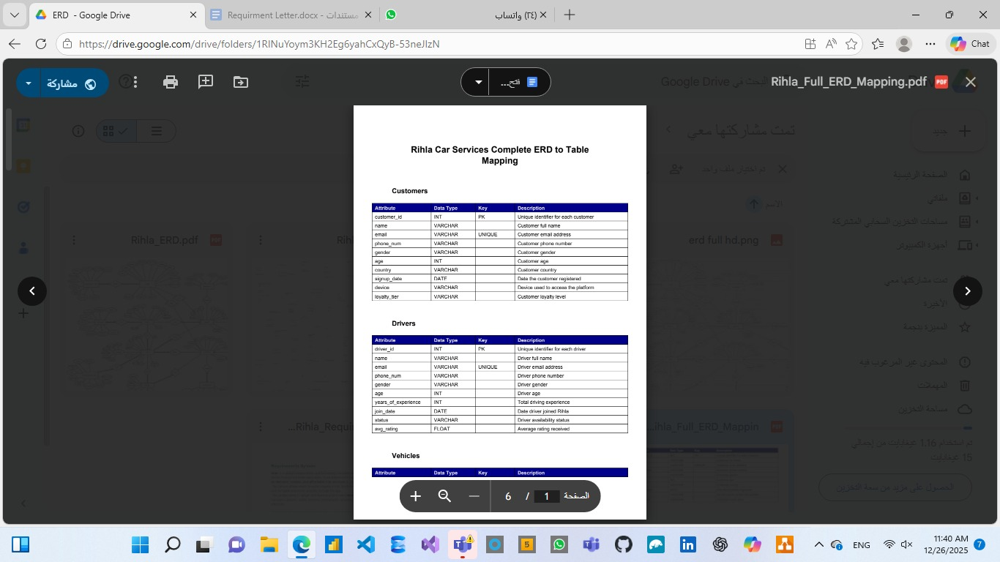 ERD - Google Drive
Requirment Letter.docx - مستندات
(٢٤) واتساب
https://drive.google.com/drive/folders/1RINuYoym3KH2Eg6yahCxQyB-53neJIzN
Chat
مشاركة
فتح...
البحث في Google Drive
Rihla_Full_ERD_Mapping.pdf
PDF
جديد
تمت مشاركتها معي
تم اختيار ملف واحد
الاسم
Rihla_ERD.pdf
erd full hd.png
الصفحة الرئيسية
ملفاتي
مساحات التخزين السحابي المشتركة
أجهزة الكمبيوتر
تمت مشاركتها معي
الأخيرة
المميزة بنجمة
المحتوى غير المرغوب فيه
المهملات
مساحة التخزين
تم استخدام 1.16 غيغابايت من إجمالي
15 غيغابايت
الحصول على مزيد من سعة التخزين
Rihla Car Services Complete ERD to Table
Mapping
Customers
Attribute Data Type Key Description
customer_id INT PK Unique identifier for each customer
name VARCHAR Customer full name
email VARCHAR UNIQUE Customer email address
phone_num VARCHAR Customer phone number
gender VARCHAR Customer gender
age INT Customer age
country VARCHAR Customer country
signup_date DATE Date the customer registered
device VARCHAR Device used to access the platform
loyalty_tier VARCHAR Customer loyalty level
Drivers
Attribute Data Type Key Description
driver_id INT PK Unique identifier for each driver
name VARCHAR Driver full name
email VARCHAR UNIQUE Driver email address
phone_num VARCHAR Driver phone number
gender VARCHAR Driver gender
age INT Driver age
years_of_experience INT Total driving experience
join_date DATE Date driver joined Rihla
status VARCHAR Driver availability status
avg_rating FLOAT Average rating received
Vehicles
Attribute Data Type Key Description
الصفحة 1 / 6
ENG
11:40 AM
12/26/2025
7